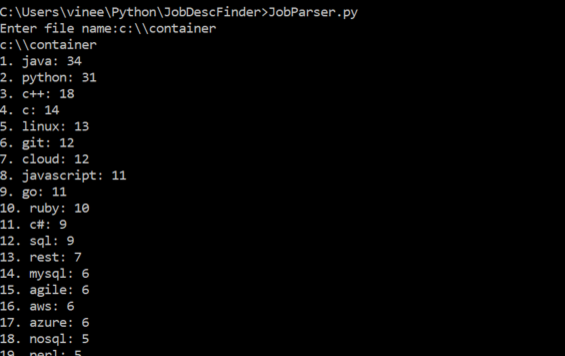 C:\Users\vinee\Python\JobDescFinder>JobParser.py
Enter file name:c:\\container
c:\\container
1. java: 34
2. python: 31
3. c++: 18
4. c: 14
5. linux: 13
6. git: 12
7. cloud: 12
8. javascript: 11
9. go: 11
10. ruby: 10
11. c#: 9
12. sql: 9
13. rest: 7
14. mysql: 6
15. agile: 6
16. aws: 6
17. azure: 6
18. nosql: 5
19. perl: 5